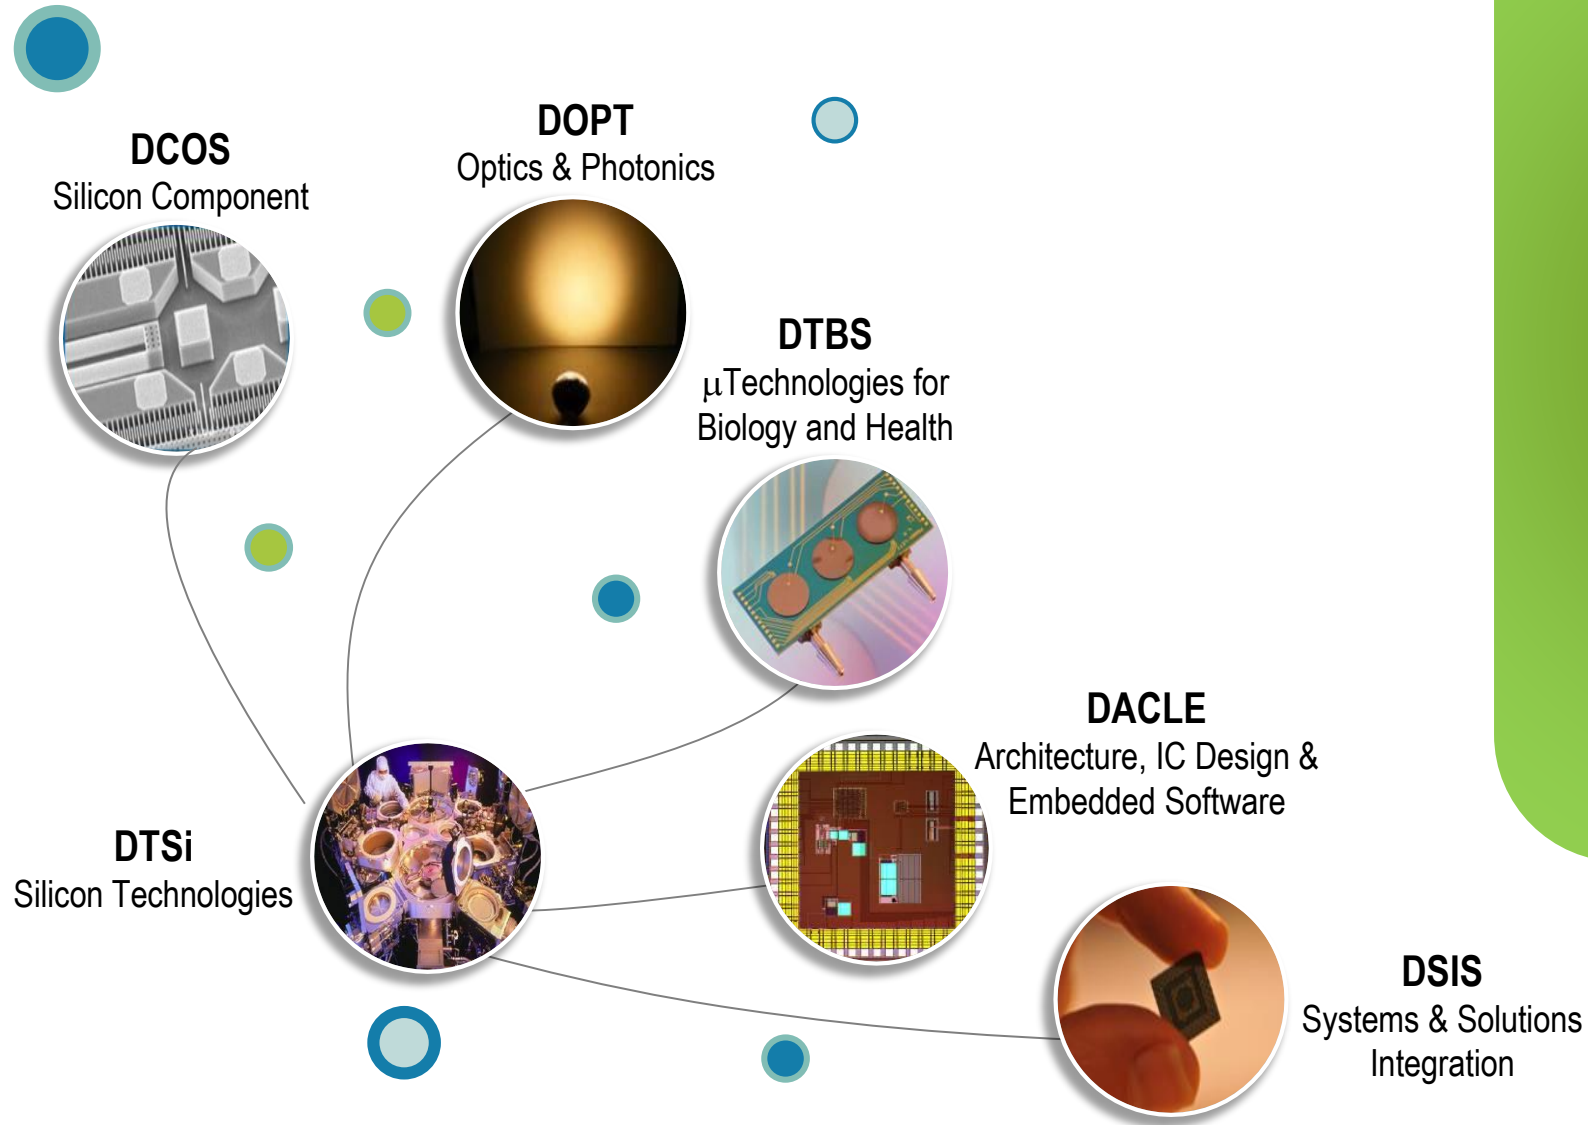 DCOS
Silicon Component
DOPT
Optics & Photonics
DTBS
μTechnologies for
Biology and Health
DACLE
Architecture, IC Design &
Embedded Software
DTSi
Silicon Technologies
DSIS
Systems & Solutions
Integration